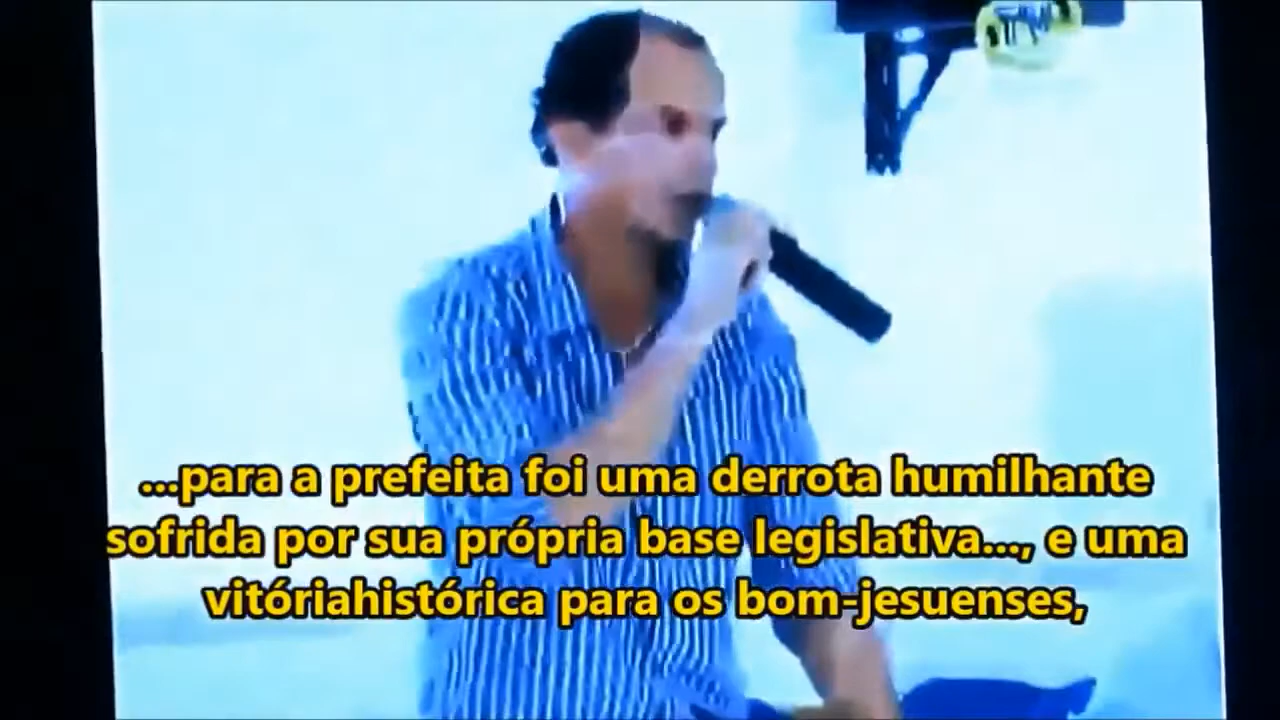 ...para a prefeita foi uma derrota humilhante
sofrida por sua própria base legislativa..., e uma
vitóriahistórica para os bom-jesuenses,